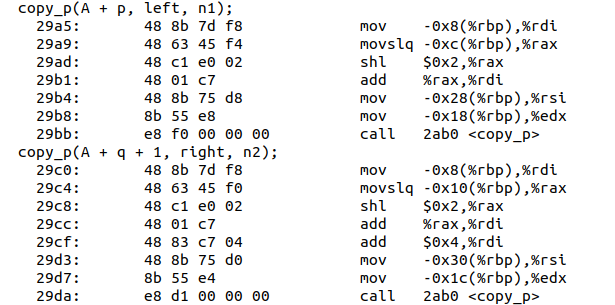 copy_p(A + p, left, n1);
29a5: 48 8b 7d f8 mov -0x8(%rbp),%rdi
29a9: 48 63 45 f4 movslq -0xc(%rbp),%rax
29ad: 48 c1 e0 02 shl $0x2,%rax
29b1: 48 01 c7 add %rax,%rdi
29b4: 48 8b 75 d8 mov -0x28(%rbp),%rsi
29b8: 8b 55 e8 mov -0x18(%rbp),%edx
29bb: e8 f0 00 00 00 call 2ab0 <copy_p>
copy_p(A + q + 1, right, n2);
29c0: 48 8b 7d f8 mov -0x8(%rbp),%rdi
29c4: 48 63 45 f0 movslq -0x10(%rbp),%rax
29c8: 48 c1 e0 02 shl $0x2,%rax
29cc: 48 01 c7 add %rax,%rdi
29cf: 48 83 c7 04 add $0x4,%rdi
29d3: 48 8b 75 d0 mov -0x30(%rbp),%rsi
29d7: 8b 55 e4 mov -0x1c(%rbp),%edx
29da: e8 d1 00 00 00 call 2ab0 <copy_p>